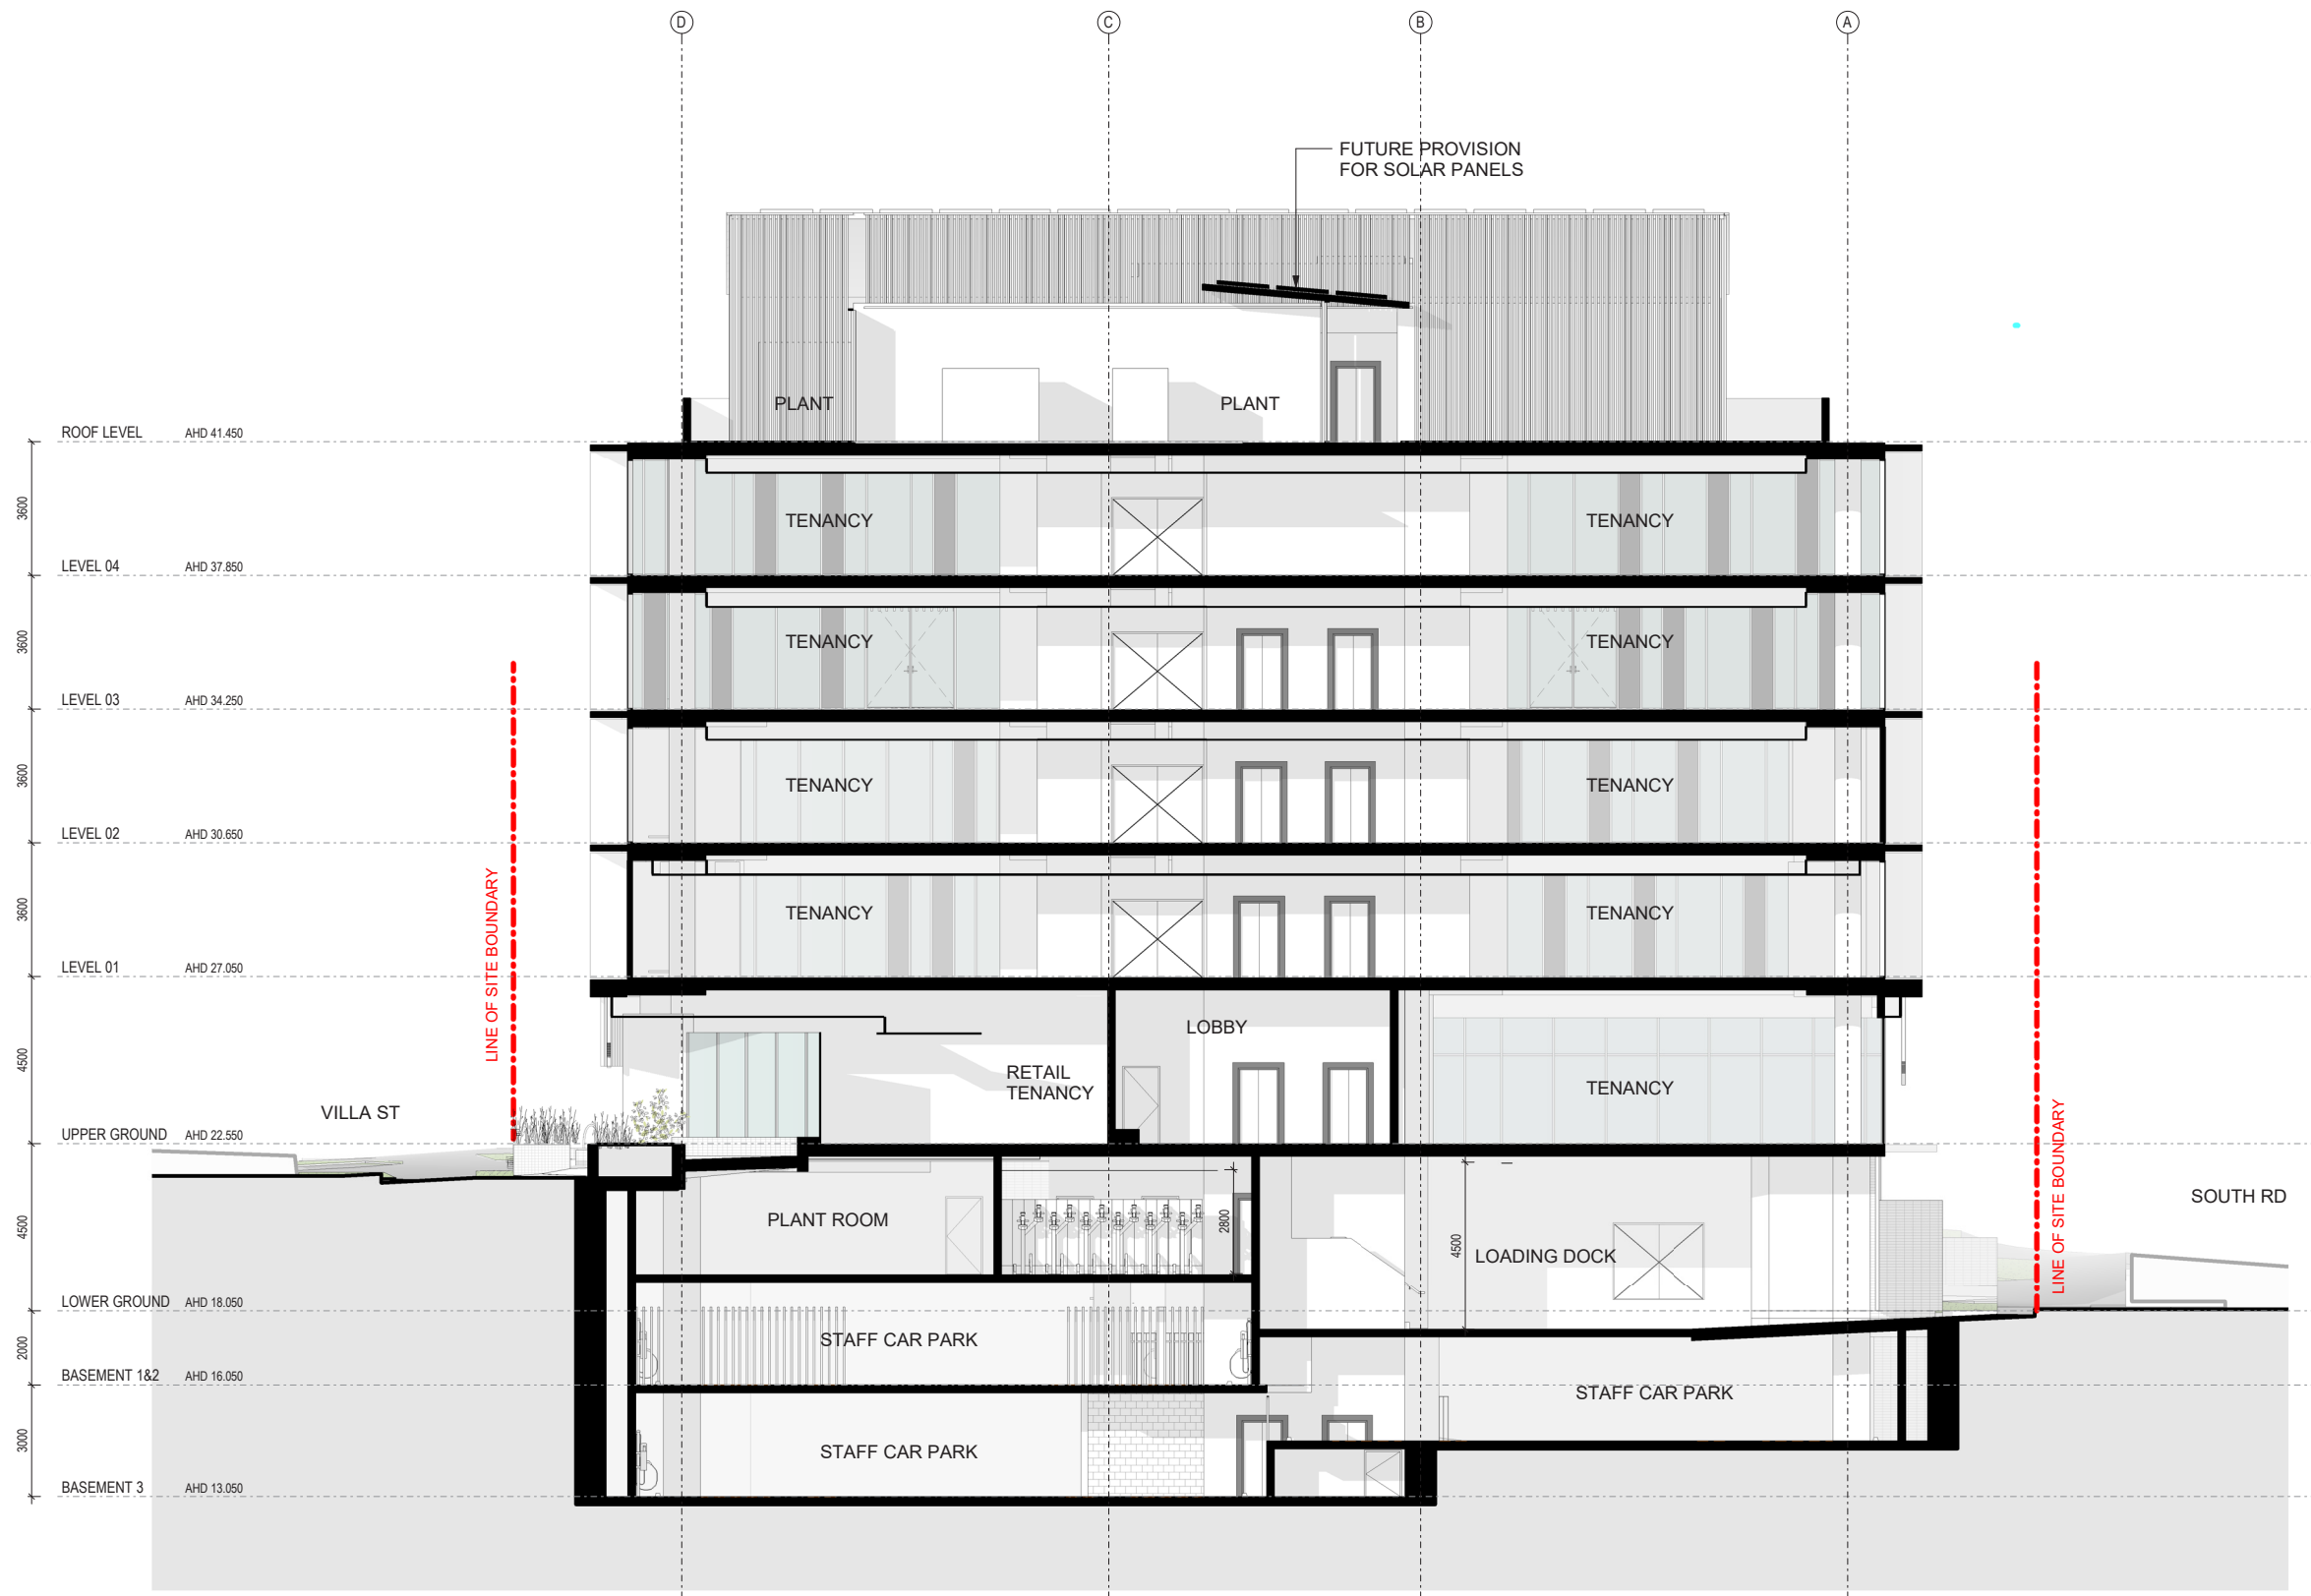 D
C
B
A
FUTURE PROVISION
FOR SOLAR PANELS
PLANT
PLANT
ROOF LEVEL AHD 41.450
3600
TENANCY
TENANCY
LEVEL 04 AHD 37.850
3600
TENANCY
TENANCY
LEVEL 03 AHD 34.250
3600
TENANCY
TENANCY
LEVEL 02 AHD 30.650
3600
TENANCY
TENANCY
LINE OF SITE BOUNDARY
LEVEL 01 AHD 27.050
4500
LOBBY
RETAIL
TENANCY
TENANCY
VILLA ST
UPPER GROUND AHD 22.550
4500
PLANT ROOM
2800
4500
LOADING DOCK
SOUTH RD
LINE OF SITE BOUNDARY
LOWER GROUND AHD 18.050
2000
STAFF CAR PARK
BASEMENT 1&2 AHD 16.050
STAFF CAR PARK
3000
STAFF CAR PARK
BASEMENT 3 AHD 13.050